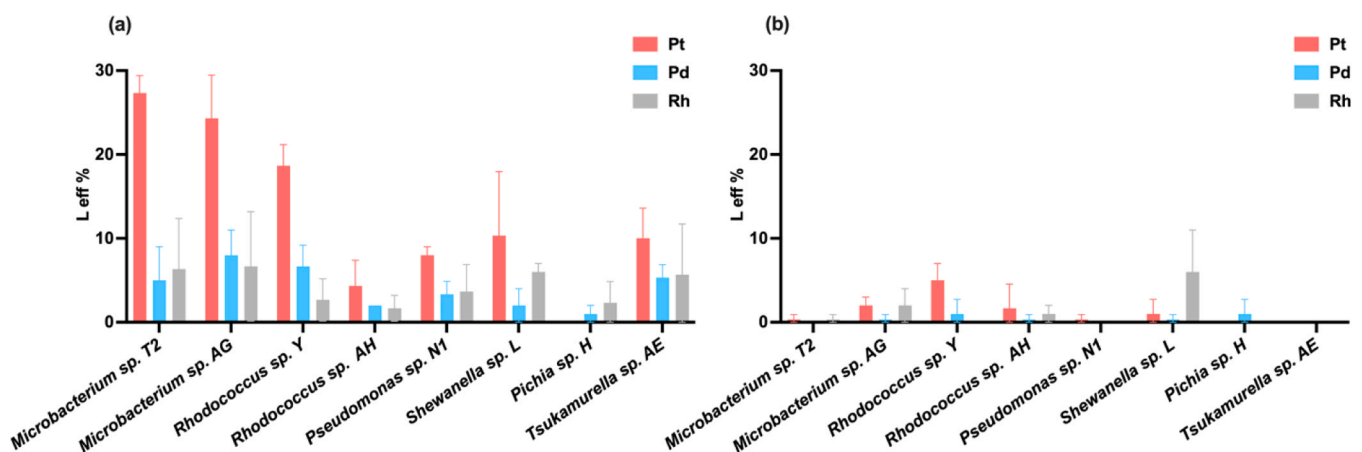 (a)
Pt
Pd
Rh
30
20
10
0
L eff %
Microbacterium sp. T2
Microbacterium sp. AG
Rhodococcus sp. Y
Rhdococcus sp. AH
Pseudomonas sp. N1
Shewanella sp. L
Pichia sp. H
Tsukamurella sp. AE
(b)
Pt
Pd
Rh
30
20
10
0
L eff %
Microbacterium sp. T2
Microbacterium sp. AG
Rhodococcus sp. Y
Rhdococcus sp. AH
Pseudomonas sp. N1
Shewanella sp. L
Pichia sp. H
Tsukamurella sp. AE